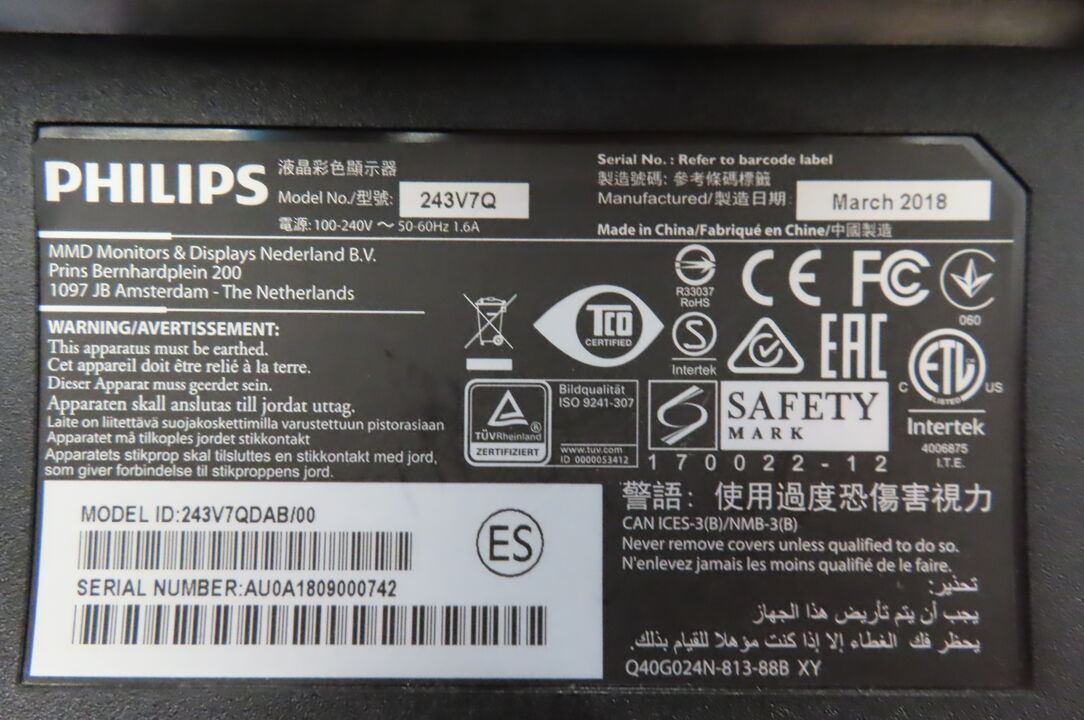 PHILIPS
液晶彩色顯示器
Model No./型號: 243V7Q
電源: 100-240V ～ 50-60Hz 1.6A
Serial No. : Refer to barcode label
製造號碼: 參考條碼標籤
Manufactured/製造日期: March 2018
Made in China/Fabriqué en Chine/中國製造
MMD Monitors & Displays Nederland B.V.
Prins Bernhardplein 200
1097 JB Amsterdam - The Netherlands
WARNING/AVERTISSEMENT:
This apparatus must be earthed.
Cet appareil doit être relié à la terre.
Dieser Apparat muss geerdet sein.
Apparaten skall anslutas till jordat uttag.
Laite on liitettävä suojakoskettimilla varustettuun pistorasiaan
Apparatet må tilkoples jordet stikkontakt
Apparatets stikprop skal tilsluttes en stikkontakt med jord,
som giver forbindelse til stikproppens jord.
TCO
CERTIFIED
R33037
RoHS
CE
FC
060
S
Intertek
EAC
C ETL US
LISTED
Intertek
4006875
I.T.E.
TÜVRheinland ®
ZERTIFIZIERT
Bildqualität
ISO 9241-307
www.tuv.com
ID 0000053412
SAFETY
MARK
170022-12
MODEL ID:243V7QDAB/00
SERIAL NUMBER:AU0A1809000742
ES
警語: 使用過度恐傷害視力
CAN ICES-3(B)/NMB-3(B)
Never remove covers unless qualified to do so.
N'enlevez jamais les moins qualifié de le faire.
تحذير:
يجب أن يتم تأريض هذا الجهاز
يحظر فك الغطاء إلا إذا كنت مؤهلا للقيام بذلك.
Q40G024N-813-88B XY